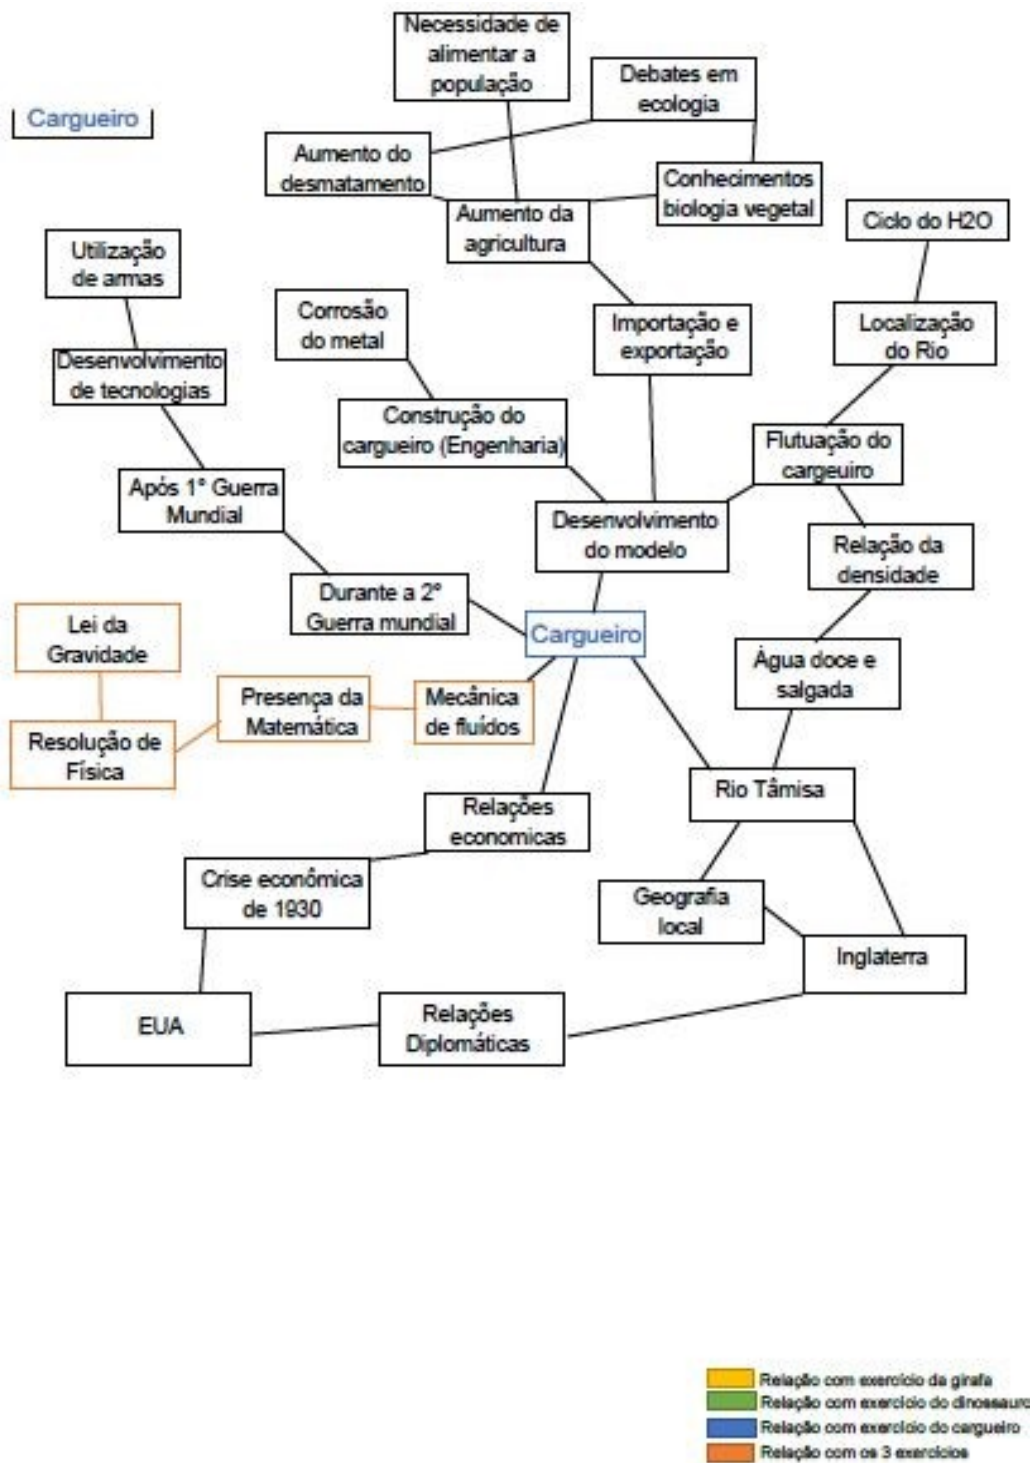 Cargueiro
Necessidade de
alimentar a
população
Debates em
ecologia
Aumento do
desmatamento
Conhecimentos
biologia vegetal
Aumento da
agricultura
Ciclo do H2O
Utilização
de armas
Corrosão
do metal
Importação e
exportação
Localização
do Rio
Desenvolvimento
de tecnologias
Construção do
cargueiro (Engenharia)
Flutuação do
cargeuiro
Após 1° Guerra
Mundial
Desenvolvimento
do modelo
Relação da
densidade
Durante a 2°
Guerra mundial
Cargueiro
Lei da
Gravidade
Água doce e
salgada
Presença da
Matemática
Mecânica
de fluídos
Resolução de
Física
Rio Tâmisa
Relações
economicas
Crise econômica
de 1930
Geografia
local
Inglaterra
EUA
Relações
Diplomáticas
Relação com exercício da girafa
Relação com exercício do dinossauro
Relação com exercício do cargueiro
Relação com os 3 exercícios